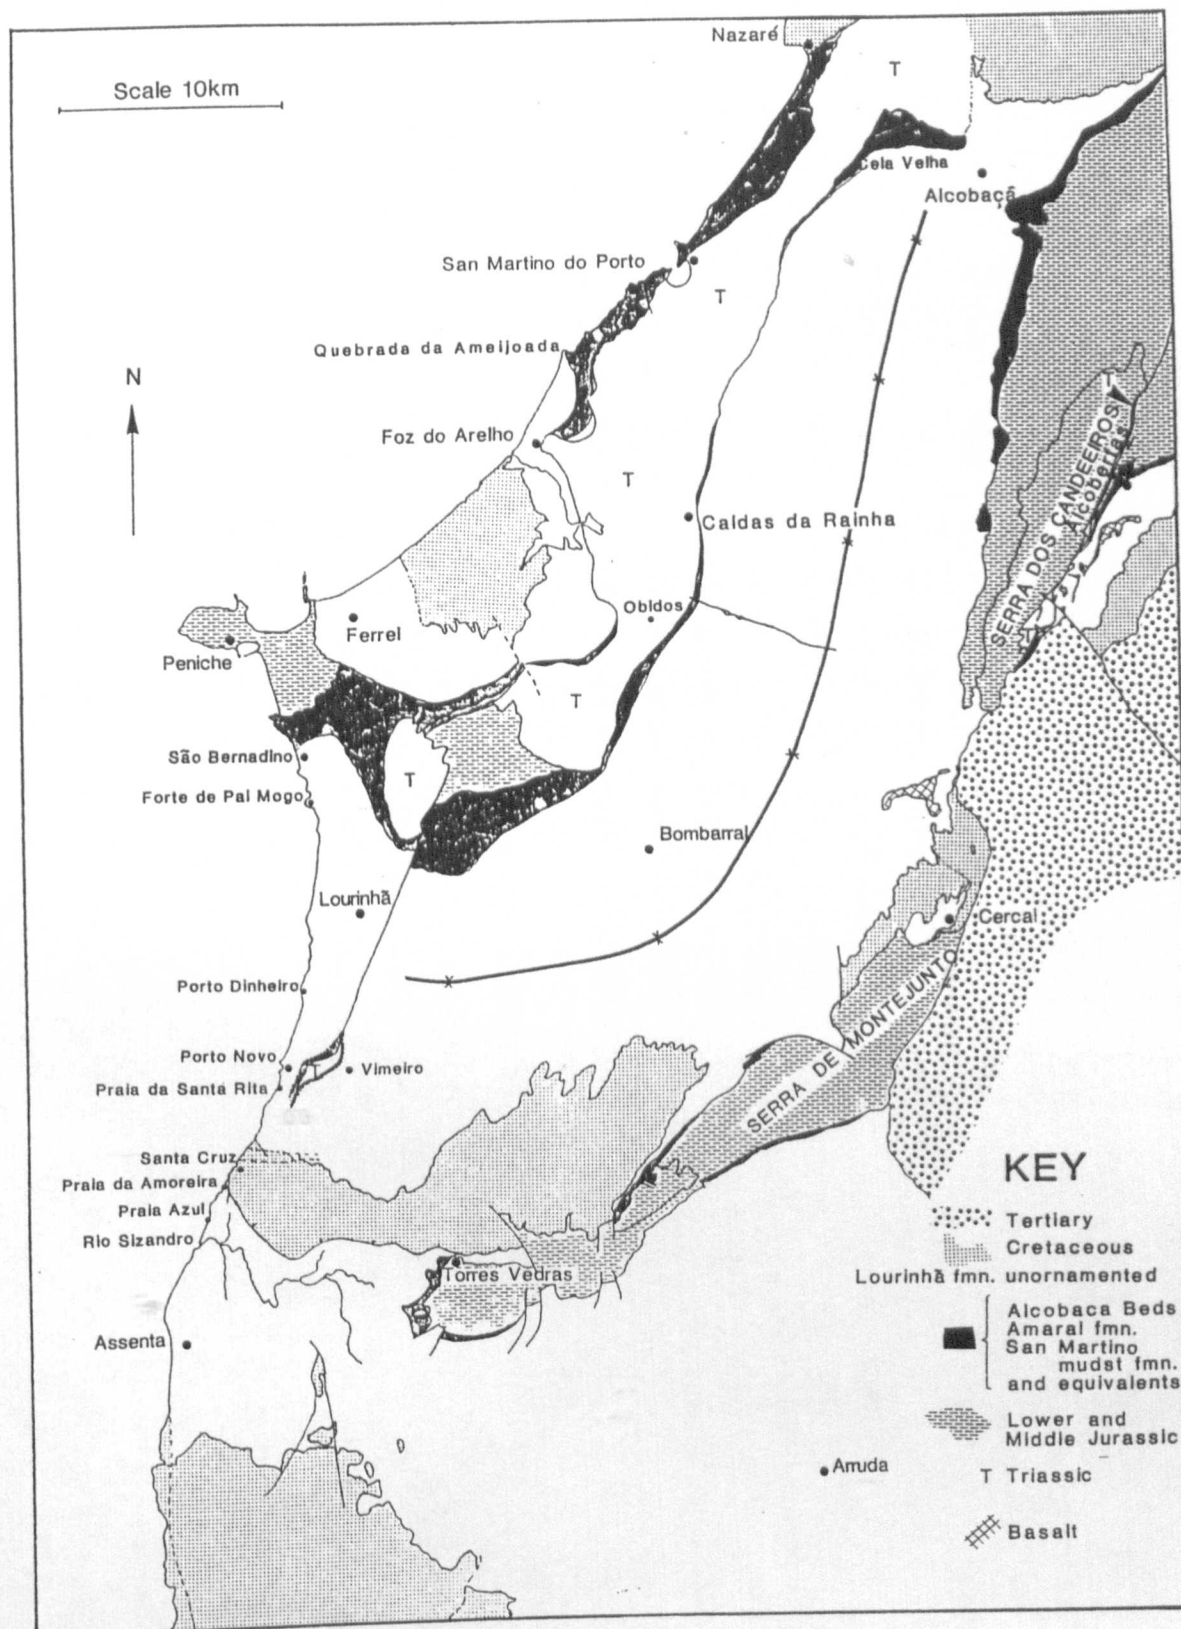 Nazaré
Scale 10km
T
Cela Velha
Alcobaçã
San Martino do Porto
T
Quebrada da Ameijoada
N
Foz do Arelho
T
T
Caldas da Rainha
SERRA DOS CANDEEIROS
Alcobertas
Obidos
Ferrel
Peniche
T
T
São Bernadino
T
Forte de Pai Mogo
Bombarral
Lourinhã
Cercal
Porto Dinheiro
SERRA DE MONTEJUNTO
Porto Novo
T
Vimeiro
Praia da Santa Rita
Santa Cruz
Praia da Amoreira
Praia Azul
Rio Sizandro
Torres Vedras
Assenta
Arruda
KEY
Tertiary
Cretaceous
Lourinhã fmn. unornamented
Alcobaca Beds
Amaral fmn.
San Martino
mudst fmn.
and equivalents
Lower and
Middle Jurassic
T Triassic
Basalt